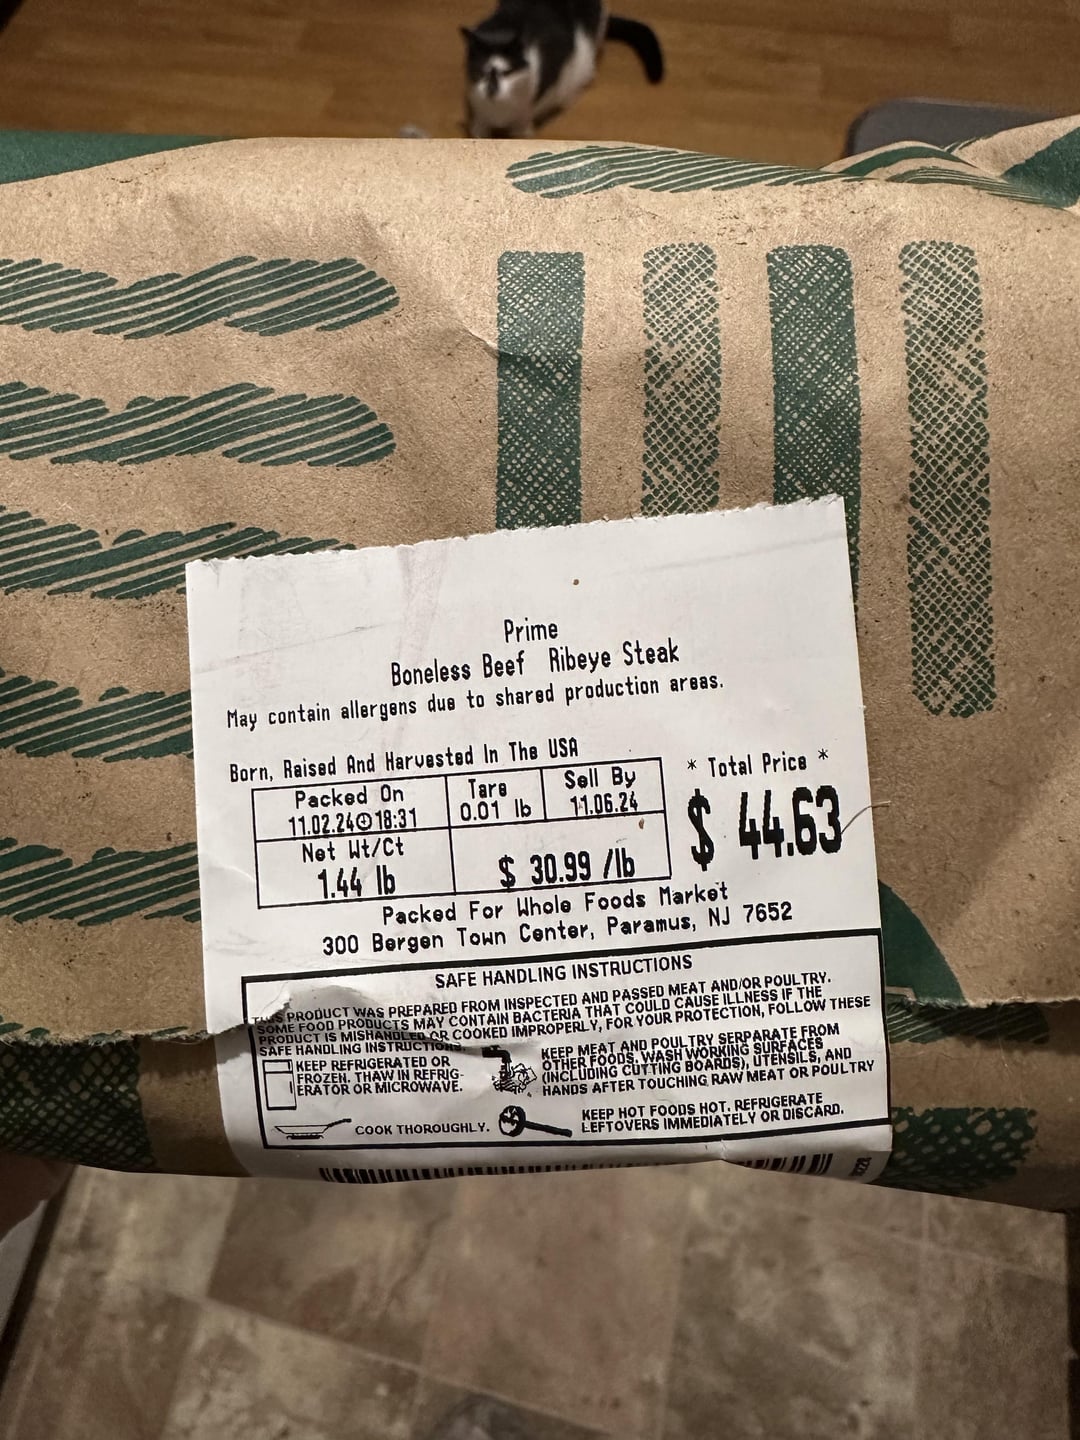 Prime
Boneless Beef Ribeye Steak
May contain allergens due to shared production areas.
Born, Raised And Harvested In The USA
Packed On
11.02.24 18:31
Tare
0.01 lb
Sell By
11.06.24
* Total Price *
$ 44.63
Net Wt/Ct
1.44 lb
$ 30.99 /lb
Packed For Whole Foods Market
300 Bergen Town Center, Paramus, NJ 7652
SAFE HANDLING INSTRUCTIONS
THIS PRODUCT WAS PREPARED FROM INSPECTED AND PASSED MEAT AND/OR POULTRY.
SOME FOOD PRODUCTS MAY CONTAIN BACTERIA THAT COULD CAUSE ILLNESS IF THE
PRODUCT IS MISHANDLED OR COOKED IMPROPERLY, FOR YOUR PROTECTION, FOLLOW THESE
SAFE HANDLING INSTRUCTIONS.
KEEP REFRIGERATED OR
FROZEN. THAW IN REFRIG-
ERATOR OR MICROWAVE.
KEEP MEAT AND POULTRY SERPARATE FROM
OTHER FOODS. WASH WORKING SURFACES
(INCLUDING CUTTING BOARDS), UTENSILS, AND
HANDS AFTER TOUCHING RAW MEAT OR POULTRY
COOK THOROUGHLY.
KEEP HOT FOODS HOT. REFRIGERATE
LEFTOVERS IMMEDIATELY OR DISCARD.